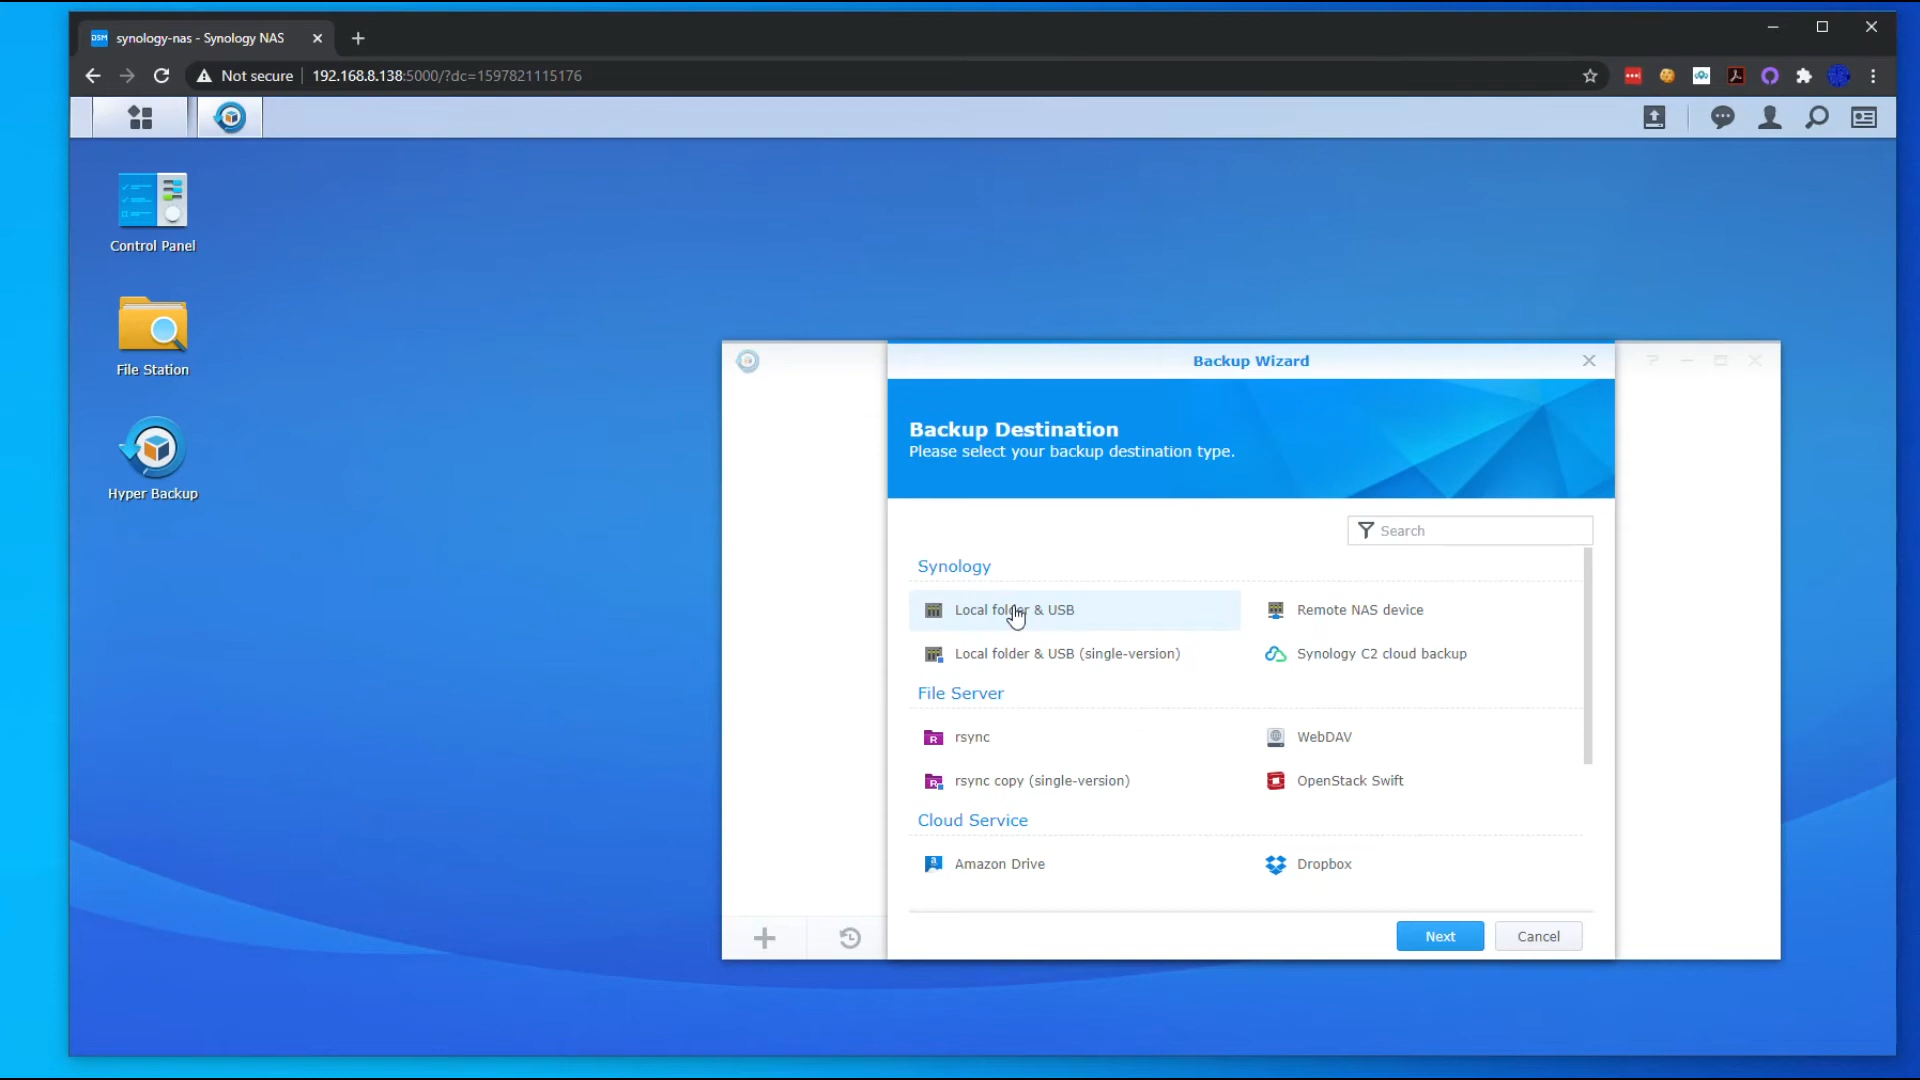 DSM synology-nas - Synology NAS
Not secure 192.168.8.138:5000/?dc=1597821115176
Control Panel
File Station
Hyper Backup
Backup Wizard
Backup Destination
Please select your backup destination type.
Search
Synology
Local folder & USB
Remote NAS device
Local folder & USB (single-version)
Synology C2 cloud backup
File Server
R rsync
WebDAV
R rsync copy (single-version)
OpenStack Swift
Cloud Service
a Amazon Drive
Dropbox
Next
Cancel